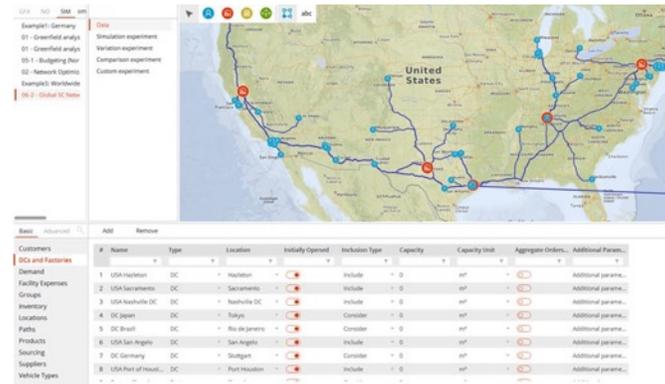 GFX NO SIM om
Example1: Germany
01 - Greenfield analys
01 - Greenfield analys
05-1 - Budgeting (Nor
02 - Network Optimiz
Example3: Worldwide
06-2 - Global SC Netw
Data
Simulation experiment
Variation experiment
Comparison experiment
Custom experiment
abc
United
States
Ottawa
San Diego
Basic Advanced
Add Remove
Customers
DCs and Factories
Demand
Facility Expenses
Groups
Inventory
Locations
Paths
Products
Sourcing
Suppliers
Vehicle Types
# Name Type Location Initially Opened Inclusion Type Capacity Capacity Unit Aggregate Orders... Additional Param...
1 USA Hazleton DC Hazleton Include 0 m³ Additional parame...
2 USA Sacramento DC Sacramento Include 0 m³ Additional parame...
3 USA Nashville DC DC Nashville DC Include 0 m³ Additional parame...
4 DC Japan DC Tokyo Consider 0 m³ Additional parame...
5 DC Brazil DC Rio de Janeiro Consider 0 m³ Additional parame...
6 USA San Angelo DC San Angelo Include 0 m³ Additional parame...
7 DC Germany DC Stuttgart Consider 0 m³ Additional parame...
8 USA Port of Houst... DC Port Houston Include 0 m³ Additional parame...